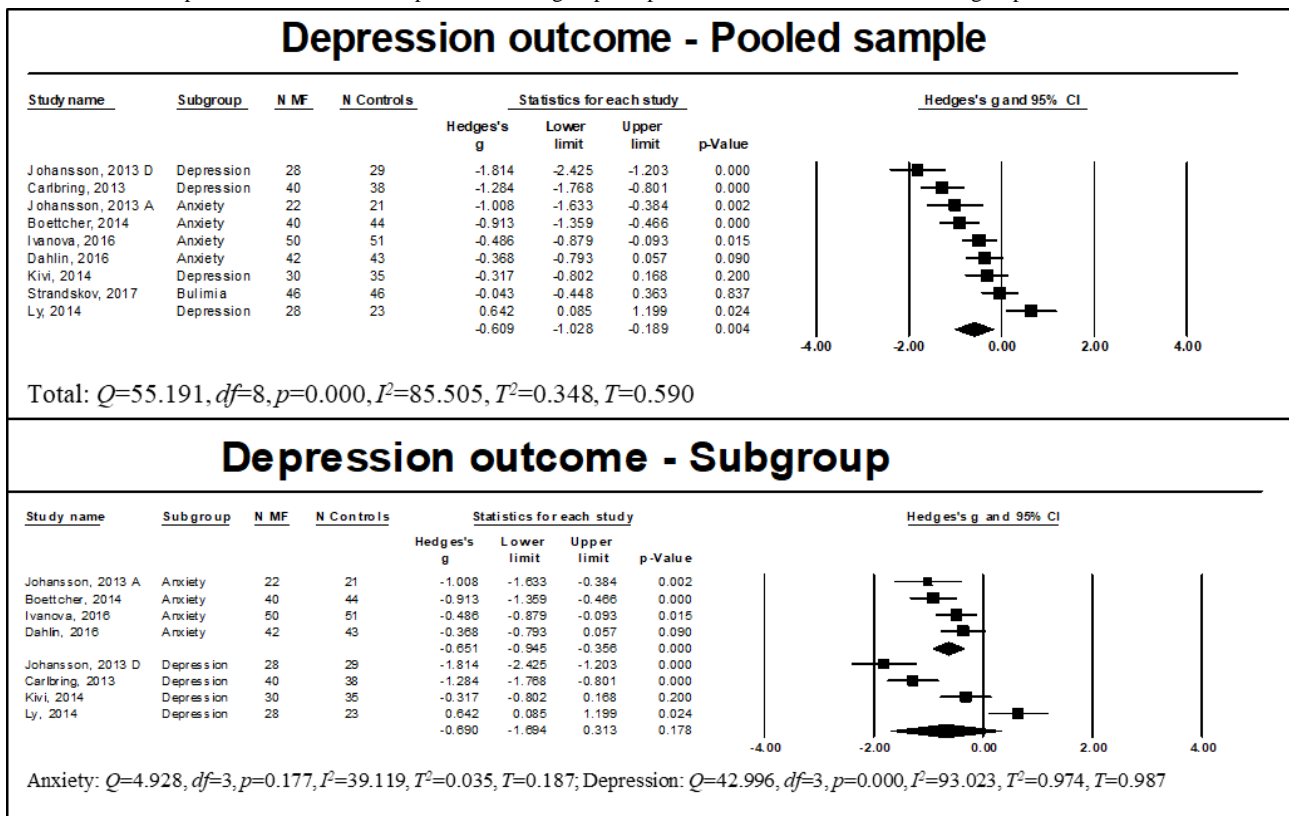 Depression outcome - Pooled sample
Study name Subgroup N MF N Controls Statistics for each study Hedges's g and 95% CI
Hedges's g Lower limit Upper limit p-Value
Johansson, 2013 D Depression 28 29 -1.814 -2.425 -1.203 0.000
Carlbring, 2013 Depression 40 38 -1.284 -1.768 -0.801 0.000
Johansson, 2013 A Anxiety 22 21 -1.008 -1.633 -0.384 0.002
Boettcher, 2014 Anxiety 40 44 -0.913 -1.359 -0.466 0.000
Ivanova, 2016 Anxiety 50 51 -0.486 -0.879 -0.093 0.015
Dahlin, 2016 Anxiety 42 43 -0.368 -0.793 0.057 0.090
Kivi, 2014 Depression 30 35 -0.317 -0.802 0.168 0.200
Strandskov, 2017 Bulimia 46 46 -0.043 -0.448 0.363 0.837
Ly, 2014 Depression 28 23 0.642 0.085 1.199 0.024
-0.609 -1.028 -0.189 0.004
-4.00 -2.00 0.00 2.00 4.00
Total: Q=55.191, df=8, p=0.000, I²=85.505, T²=0.348, T=0.590
Depression outcome - Subgroup
Study name Subgroup N MF N Controls Statistics for each study Hedges's g and 95% CI
Hedges's g Lower limit Upper limit p-Value
Johansson, 2013 A Anxiety 22 21 -1.008 -1.633 -0.384 0.002
Boettcher, 2014 Anxiety 40 44 -0.913 -1.359 -0.466 0.000
Ivanova, 2016 Anxiety 50 51 -0.486 -0.879 -0.093 0.015
Dahlin, 2016 Anxiety 42 43 -0.368 -0.793 0.057 0.090
-0.651 -0.945 -0.356 0.000
Johansson, 2013 D Depression 28 29 -1.814 -2.425 -1.203 0.000
Carlbring, 2013 Depression 40 38 -1.284 -1.768 -0.801 0.000
Kivi, 2014 Depression 30 35 -0.317 -0.802 0.168 0.200
Ly, 2014 Depression 28 23 0.642 0.085 1.199 0.024
-0.690 -1.694 0.313 0.178
-4.00 -2.00 0.00 2.00 4.00
Anxiety: Q=4.928, df=3, p=0.177, I²=39.119, T²=0.035, T=0.187; Depression: Q=42.996, df=3, p=0.000, I²=93.023, T²=0.974, T=0.987